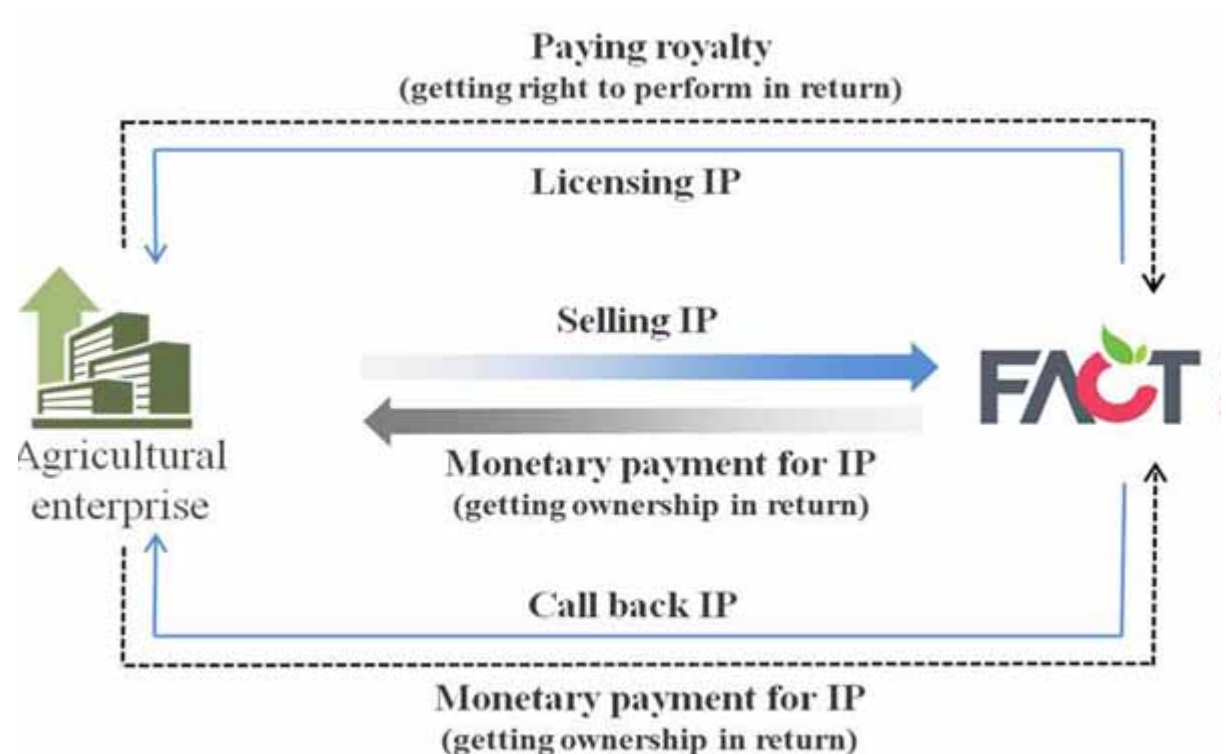 Paying royalty
(getting right to perform in return)
Licensing IP
Selling IP
FACT
Monetary payment for IP
(getting ownership in return)
Agricultural
enterprise
Call back IP
Monetary payment for IP
(getting ownership in return)